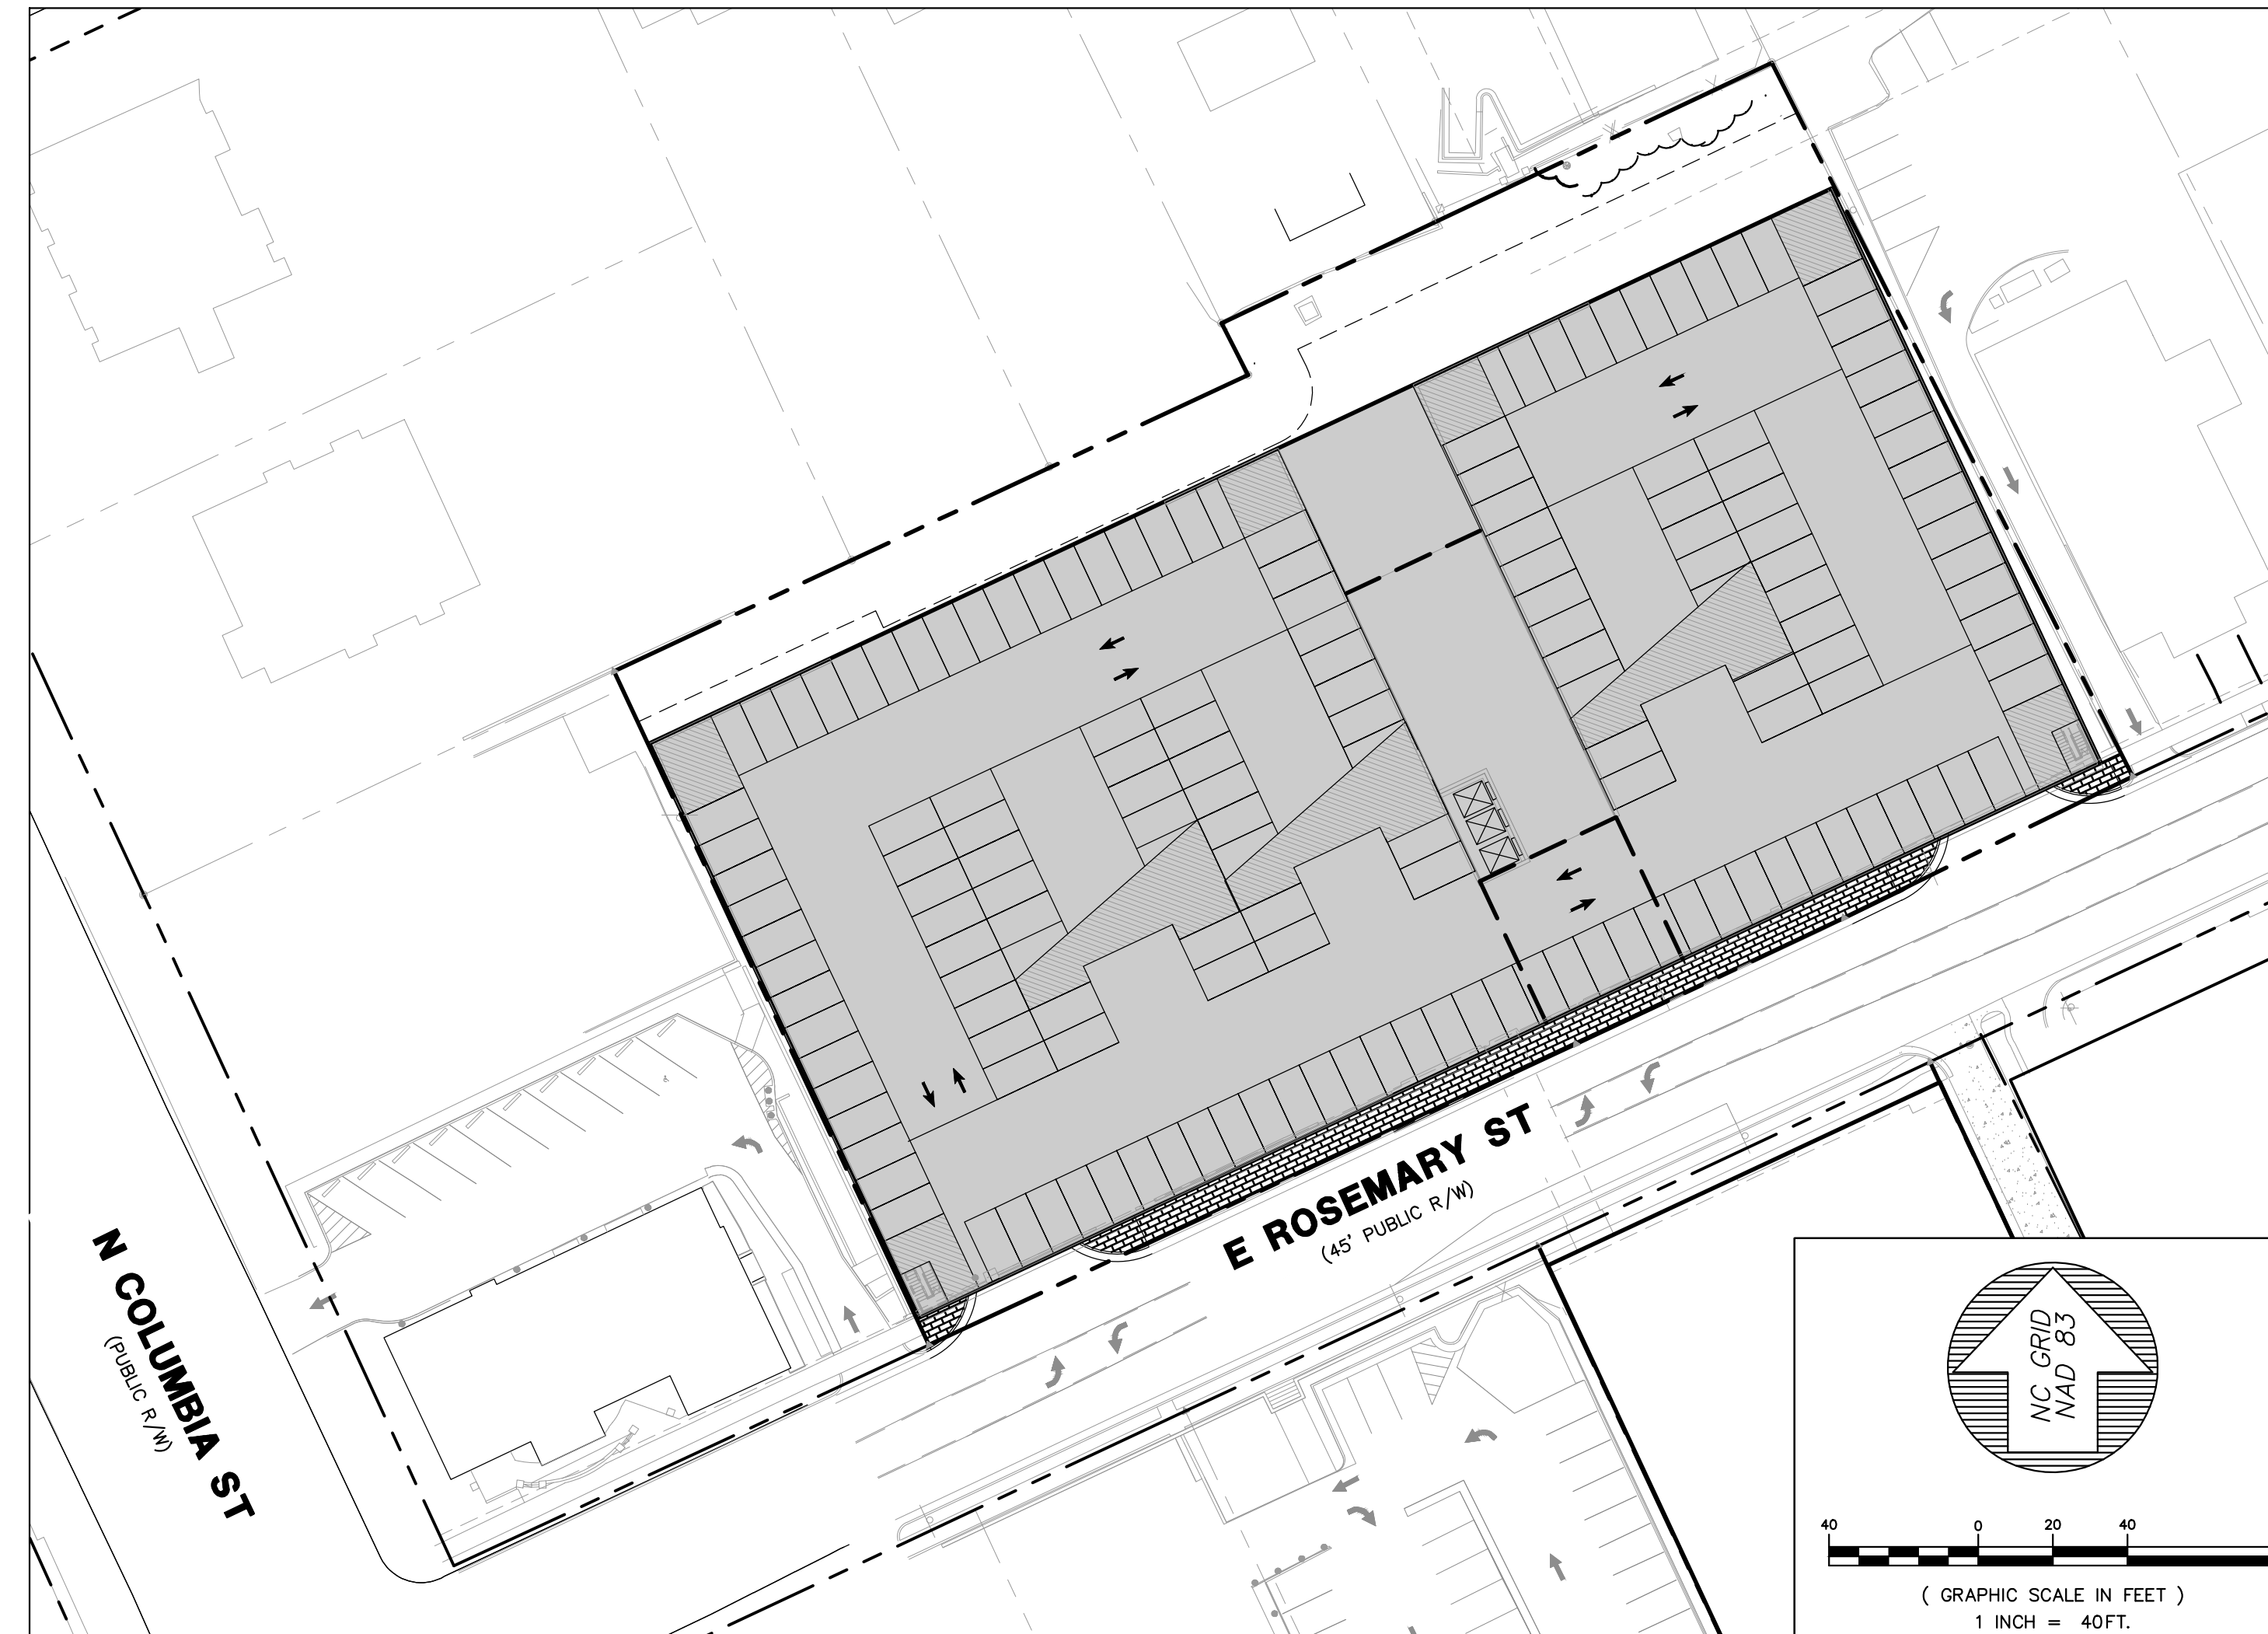 E ROSEMARY ST
(45' PUBLIC R/W)
N COLUMBIA ST
(PUBLIC R/W)
NC GRID
NAD 83
40 0 20 40
( GRAPHIC SCALE IN FEET )
1 INCH = 40FT.